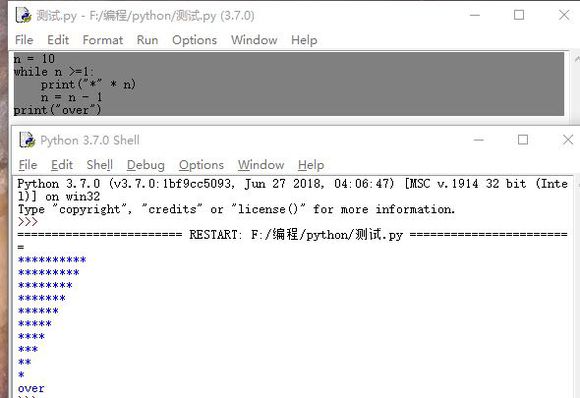 测试.py - F:/编程/python/测试.py (3.7.0)
File Edit Format Run Options Window Help
n = 10
while n >=1:
    print("*" * n)
    n = n - 1
print("over")
Python 3.7.0 Shell
File Edit Shell Debug Options Window Help
Python 3.7.0 (v3.7.0:1bf9cc5093, Jun 27 2018, 04:06:47) [MSC v.1914 32 bit (Inte
l)] on win32
Type "copyright", "credits" or "license()" for more information.
>>>
======================= RESTART: F:/编程/python/测试.py =======================
=
**********
*********
********
*******
******
*****
****
***
**
*
over
>>>